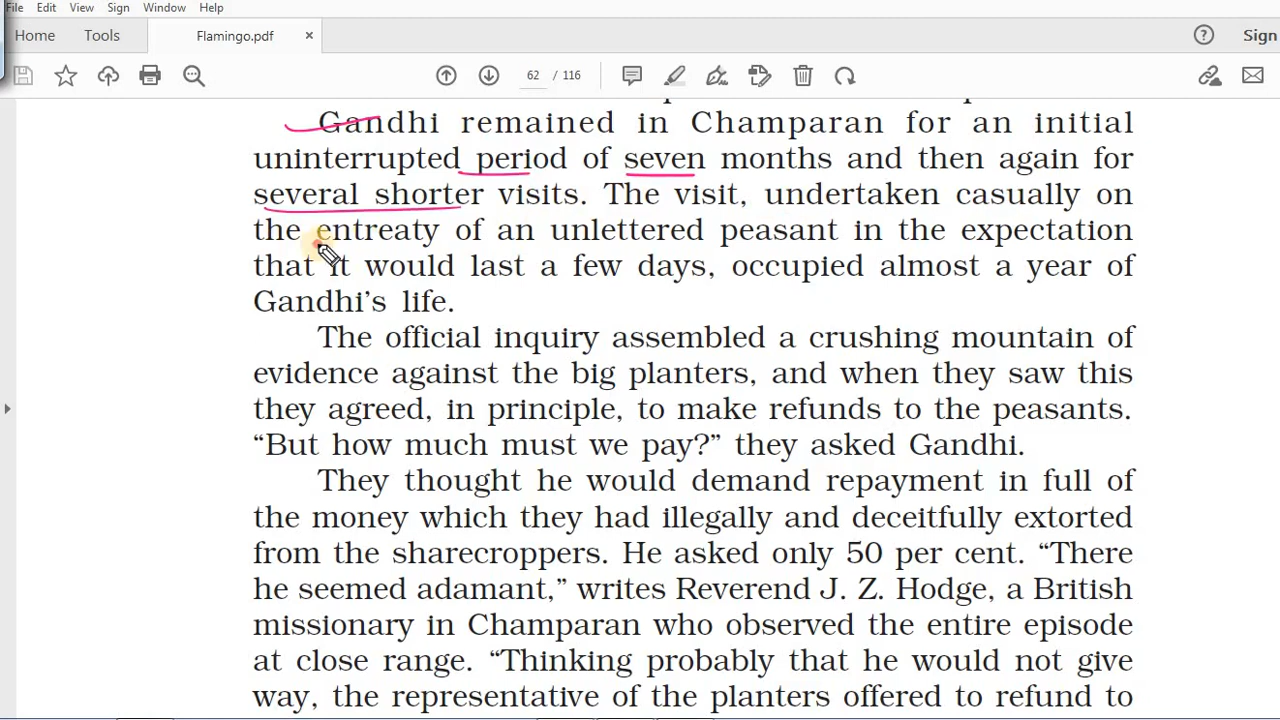 File Edit View Sign Window Help
Home Tools Flamingo.pdf × ? Sign
62 / 116
Gandhi remained in Champaran for an initial
uninterrupted period of seven months and then again for
several shorter visits. The visit, undertaken casually on
the entreaty of an unlettered peasant in the expectation
that it would last a few days, occupied almost a year of
Gandhi’s life.
The official inquiry assembled a crushing mountain of
evidence against the big planters, and when they saw this
they agreed, in principle, to make refunds to the peasants.
“But how much must we pay?” they asked Gandhi.
They thought he would demand repayment in full of
the money which they had illegally and deceitfully extorted
from the sharecroppers. He asked only 50 per cent. “There
he seemed adamant,” writes Reverend J. Z. Hodge, a British
missionary in Champaran who observed the entire episode
at close range. “Thinking probably that he would not give
way, the representative of the planters offered to refund to